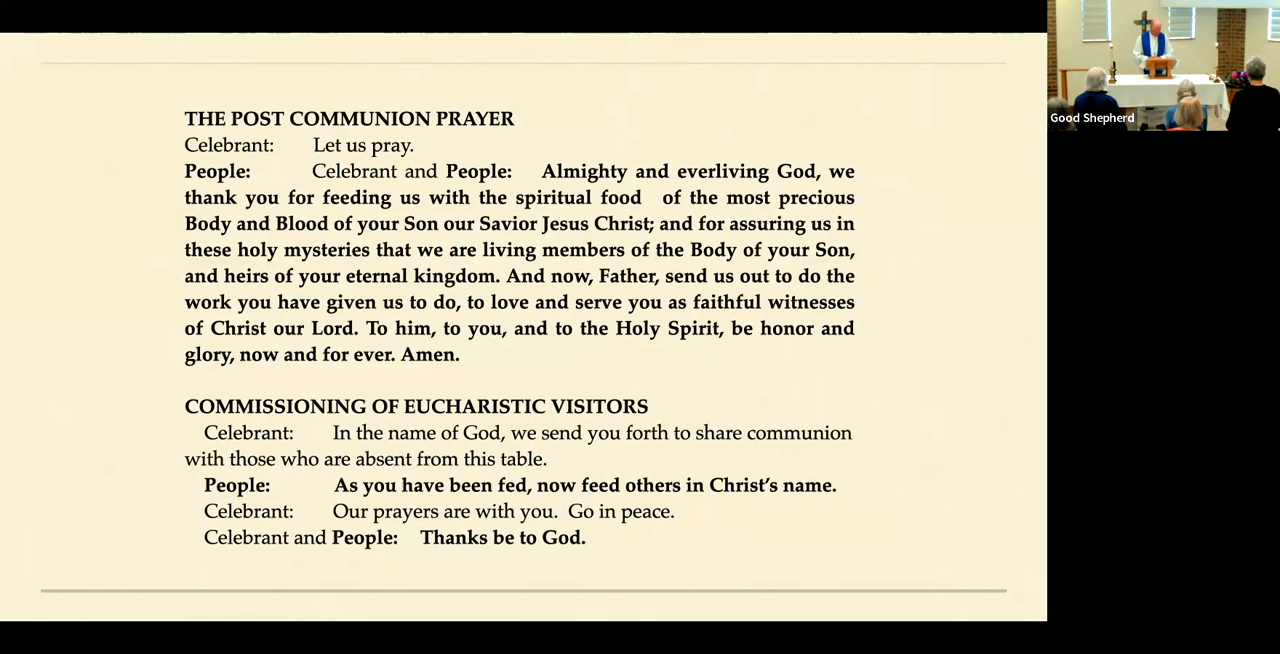 THE POST COMMUNION PRAYER
Celebrant: Let us pray.
People: Celebrant and People: Almighty and everliving God, we
thank you for feeding us with the spiritual food of the most precious
Body and Blood of your Son our Savior Jesus Christ; and for assuring us in
these holy mysteries that we are living members of the Body of your Son,
and heirs of your eternal kingdom. And now, Father, send us out to do the
work you have given us to do, to love and serve you as faithful witnesses
of Christ our Lord. To him, to you, and to the Holy Spirit, be honor and
glory, now and for ever. Amen.
COMMISSIONING OF EUCHARISTIC VISITORS
Celebrant: In the name of God, we send you forth to share communion
with those who are absent from this table.
People: As you have been fed, now feed others in Christ's name.
Celebrant: Our prayers are with you. Go in peace.
Celebrant and People: Thanks be to God.
Good Shepherd